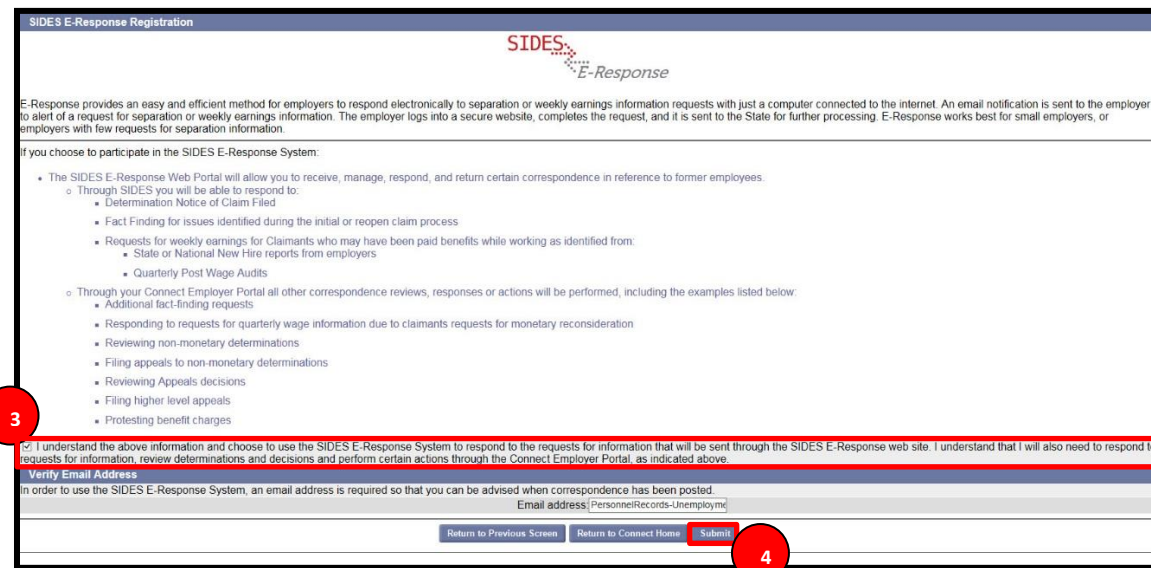 SIDES E-Response Registration
SIDES
E-Response
E-Response provides an easy and efficient method for employers to respond electronically to separation or weekly earnings information requests with just a computer connected to the internet. An email notification is sent to the employer
to alert of a request for separation or weekly earnings information. The employer logs into a secure website, completes the request, and it is sent to the State for further processing. E-Response works best for small employers, or
employers with few requests for separation information.
If you choose to participate in the SIDES E-Response System:
• The SIDES E-Response Web Portal will allow you to receive, manage, respond, and return certain correspondence in reference to former employees.
o Through SIDES you will be able to respond to:
▪ Determination Notice of Claim Filed
▪ Fact Finding for issues identified during the initial or reopen claim process
▪ Requests for weekly earnings for Claimants who may have been paid benefits while working as identified from:
▪ State or National New Hire reports from employers
▪ Quarterly Post Wage Audits
o Through your Connect Employer Portal all other correspondence reviews, responses or actions will be performed, including the examples listed below:
▪ Additional fact-finding requests
▪ Responding to requests for quarterly wage information due to claimants requests for monetary reconsideration
▪ Reviewing non-monetary determinations
▪ Filing appeals to non-monetary determinations
▪ Reviewing Appeals decisions
▪ Filing higher level appeals
▪ Protesting benefit charges
3
I understand the above information and choose to use the SIDES E-Response System to respond to the requests for information that will be sent through the SIDES E-Response web site. I understand that I will also need to respond to
requests for information, review determinations and decisions and perform certain actions through the Connect Employer Portal, as indicated above.
Verify Email Address
In order to use the SIDES E-Response System, an email address is required so that you can be advised when correspondence has been posted.
Email address: PersonnelRecords-Unemployme
Return to Previous Screen Return to Connect Home Submit
4